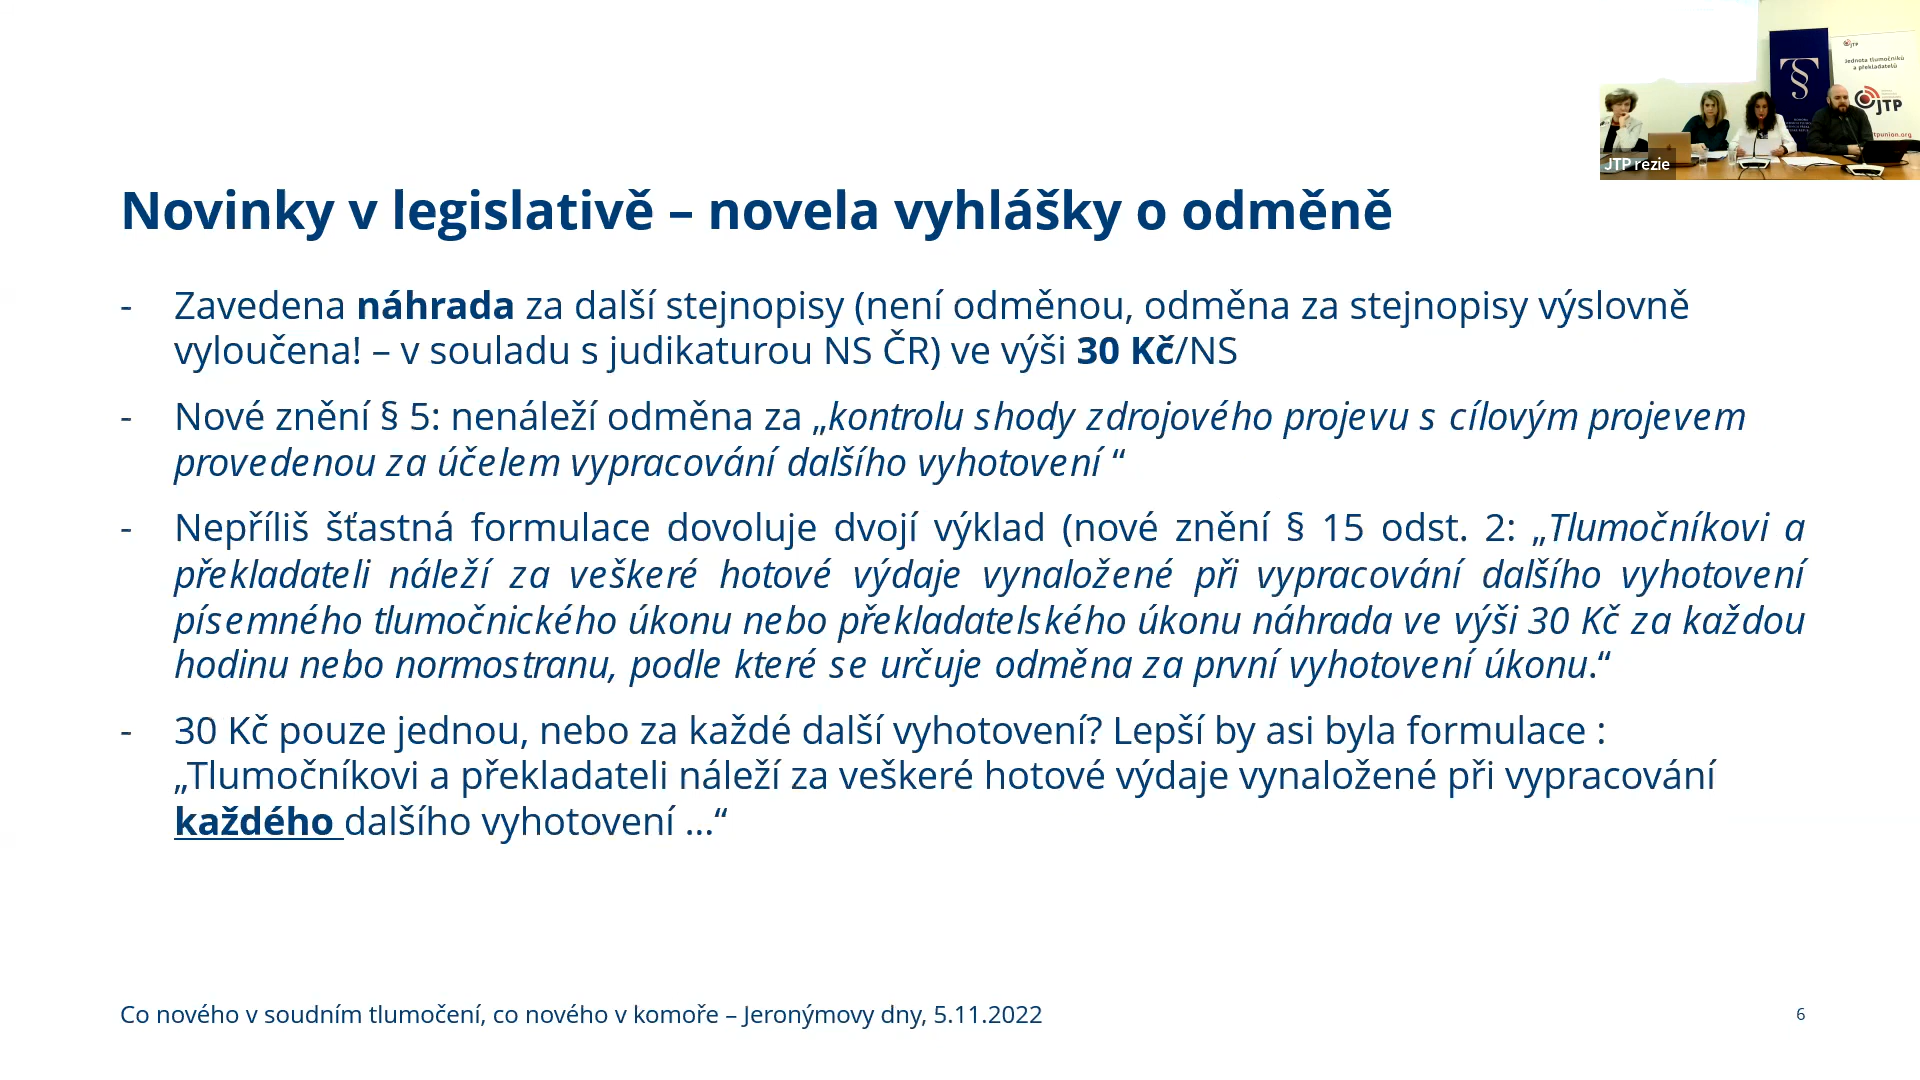 Jednota tlumočníků
a překladatelů
JTP
JTP rezie
Novinky v legislativě – novela vyhlášky o odměně
- Zavedena náhrada za další stejnopisy (není odměnou, odměna za stejnopisy výslovně
vyloučena! – v souladu s judikaturou NS ČR) ve výši 30 Kč/NS
- Nové znění § 5: nenáleží odměna za „kontrolu shody zdrojového projevu s cílovým projevem
provedenou za účelem vypracování dalšího vyhotovení “
- Nepříliš šťastná formulace dovoluje dvojí výklad (nové znění § 15 odst. 2: „Tlumočníkovi a
překladateli náleží za veškeré hotové výdaje vynaložené při vypracování dalšího vyhotovení
písemného tlumočnického úkonu nebo překladatelského úkonu náhrada ve výši 30 Kč za každou
hodinu nebo normostranu, podle které se určuje odměna za první vyhotovení úkonu.“
- 30 Kč pouze jednou, nebo za každé další vyhotovení? Lepší by asi byla formulace :
„Tlumočníkovi a překladateli náleží za veškeré hotové výdaje vynaložené při vypracování
každého dalšího vyhotovení …“
Co nového v soudním tlumočení, co nového v komoře – Jeronýmovy dny, 5.11.2022
6